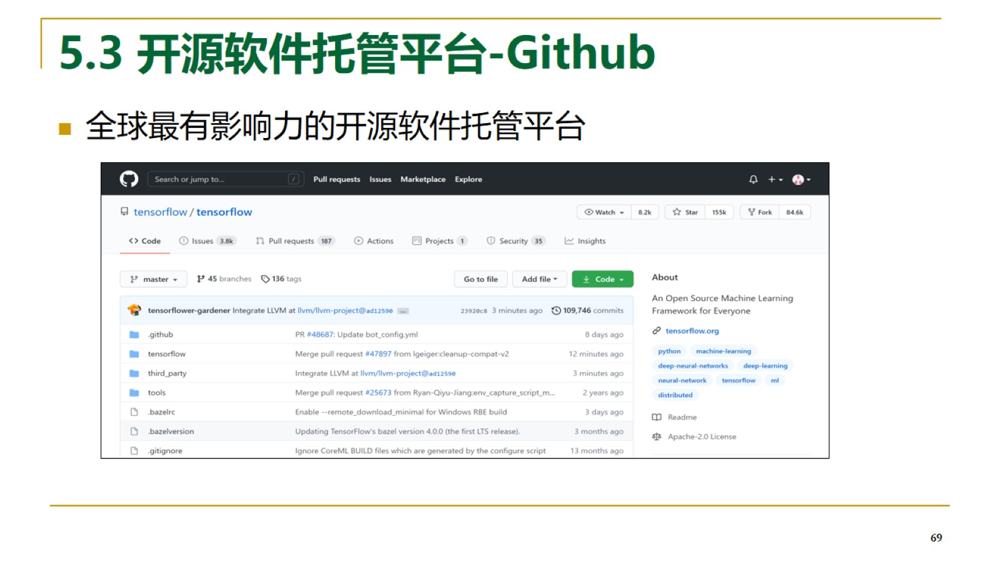 5.3 开源软件托管平台-Github
全球最有影响力的开源软件托管平台
Search or jump to... / Pull requests Issues Marketplace Explore
tensorflow / tensorflow Watch 8.2k Star 155k Fork 84.6k
Code Issues 3.8k Pull requests 187 Actions Projects 1 Security 35 Insights
master 45 branches 136 tags Go to file Add file Code
tensorflower-gardener Integrate LLVM at llvm/llvm-project@ad12590 ... 23920c8 3 minutes ago 109,746 commits
.github PR #48687: Update bot_config.yml 8 days ago
tensorflow Merge pull request #47897 from lgeiger:cleanup-compat-v2 12 minutes ago
third_party Integrate LLVM at llvm/llvm-project@ad12590 3 minutes ago
tools Merge pull request #25673 from Ryan-Qiyu-Jiang:env_capture_script_m... 2 years ago
.bazelrc Enable --remote_download_minimal for Windows RBE build 3 days ago
.bazelversion Updating TensorFlow's bazel version 4.0.0 (the first LTS release). 3 months ago
.gitignore Ignore CoreML BUILD files which are generated by the configure script 13 months ago
About
An Open Source Machine Learning
Framework for Everyone
tensorflow.org
python machine-learning
deep-neural-networks deep-learning
neural-network tensorflow ml
distributed
Readme
Apache-2.0 License
69